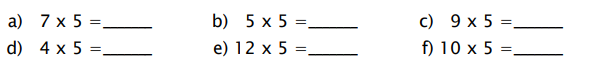 a) 7 x 5 =______ b) 5 x 5 =______ c) 9 x 5 =______
d) 4 x 5 =______ e) 12 x 5 =______ f) 10 x 5 =______